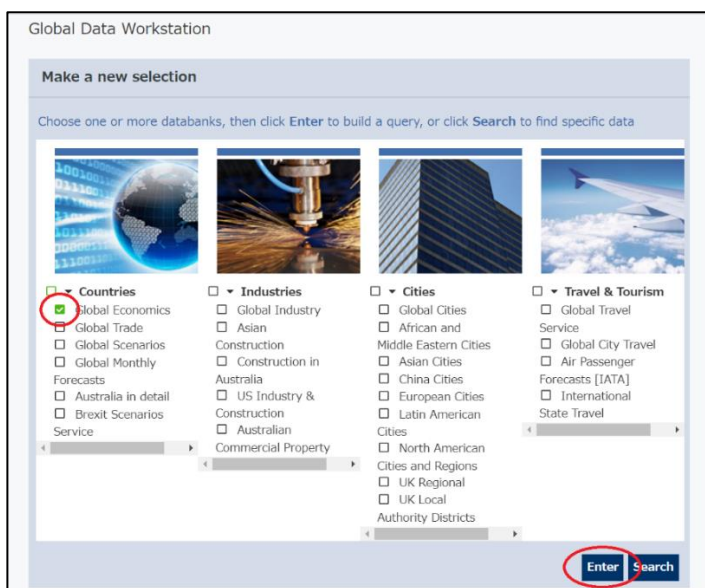 Global Data Workstation
Make a new selection
Choose one or more databanks, then click Enter to build a query, or click Search to find specific data
Countries
Global Economics
Global Trade
Global Scenarios
Global Monthly
Forecasts
Australia in detail
Brexit Scenarios
Service
Industries
Global Industry
Asian
Construction
Construction in
Australia
US Industry &
Construction
Australian
Commercial Property
Cities
Global Cities
African and
Middle Eastern Cities
Asian Cities
China Cities
European Cities
Latin American
Cities
North American
Cities and Regions
UK Regional
UK Local
Authority Districts
Travel & Tourism
Global Travel
Service
Global City Travel
Air Passenger
Forecasts [IATA]
International
State Travel
Enter Search